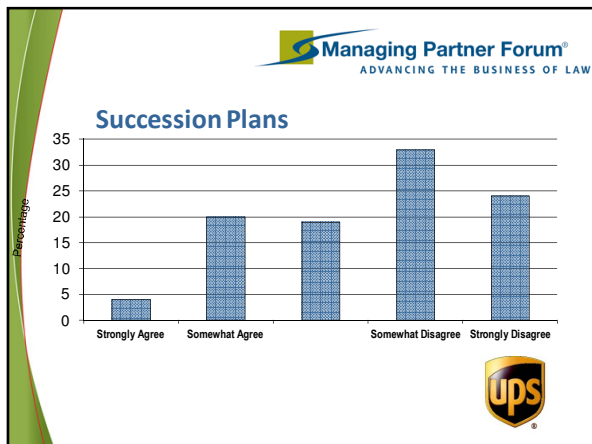 Managing Partner Forum®
ADVANCING THE BUSINESS OF LAW
Succession Plans
35
30
25
20
15
10
5
0
Percentage
Strongly Agree Somewhat Agree Somewhat Disagree Strongly Disagree
ups
®